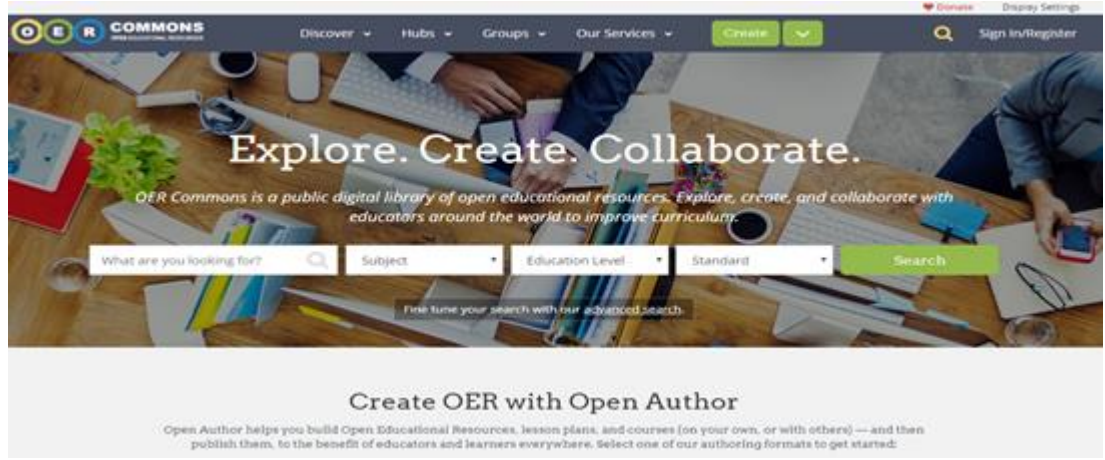 Donate Display Settings
OER COMMONS
OPEN EDUCATIONAL RESOURCES
Discover Hubs Groups Our Services Create Sign In/Register
Explore. Create. Collaborate.
OER Commons is a public digital library of open educational resources. Explore, create, and collaborate with
educators around the world to improve curriculum.
What are you looking for? Subject Education Level Standard Search
Fine tune your search with our advanced search.
Create OER with Open Author
Open Author helps you build Open Educational Resources, lesson plans, and courses (on your own, or with others) — and then
publish them, to the benefit of educators and learners everywhere. Select one of our authoring formats to get started: